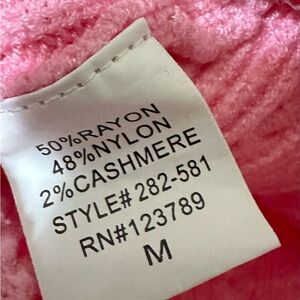 50%RAYON
48%NYLON
2%CASHMERE
STYLE# 282-581
RN#123789
M